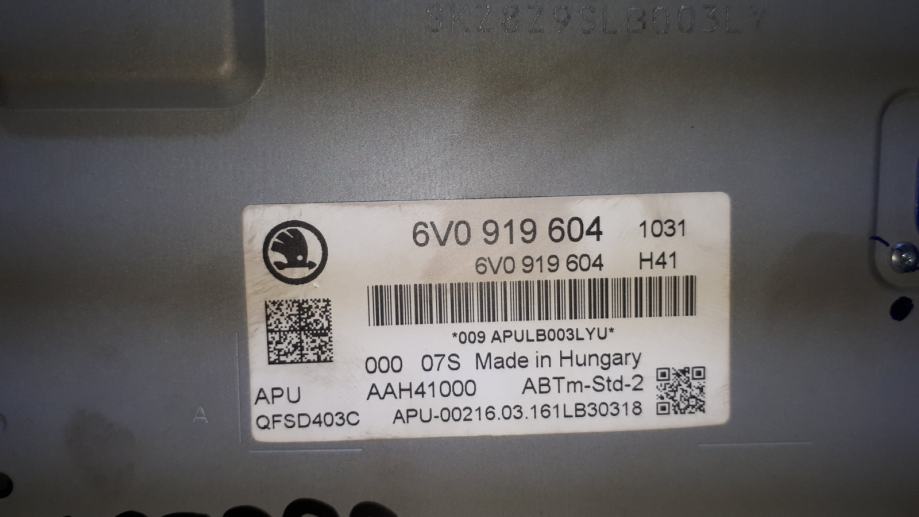 SKZ8Z9SLB003LY
6V0 919 604 1031
6V0 919 604 H41
*009 APULB003LYU*
000 07S Made in Hungary
APU AAH41000 ABTm-Std-2
QFSD403C APU-00216.03.161LB30318
A